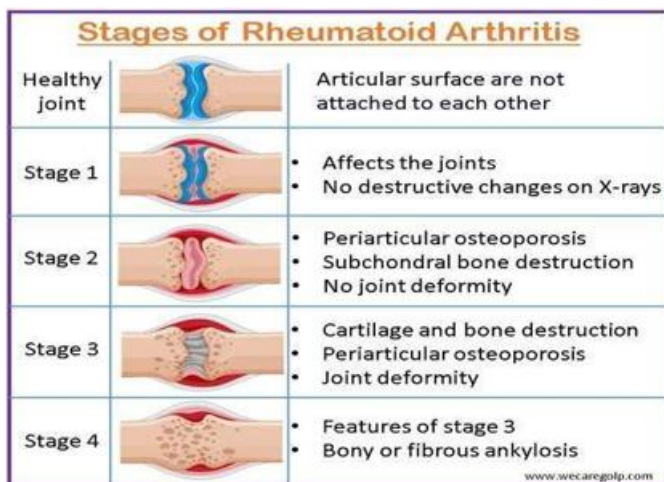 Stages of Rheumatoid Arthritis
Healthy
joint
Articular surface are not
attached to each other
Stage 1
• Affects the joints
• No destructive changes on X-rays
Stage 2
• Periarticular osteoporosis
• Subchondral bone destruction
• No joint deformity
Stage 3
• Cartilage and bone destruction
• Periarticular osteoporosis
• Joint deformity
Stage 4
• Features of stage 3
• Bony or fibrous ankylosis
www.wecaregolp.com